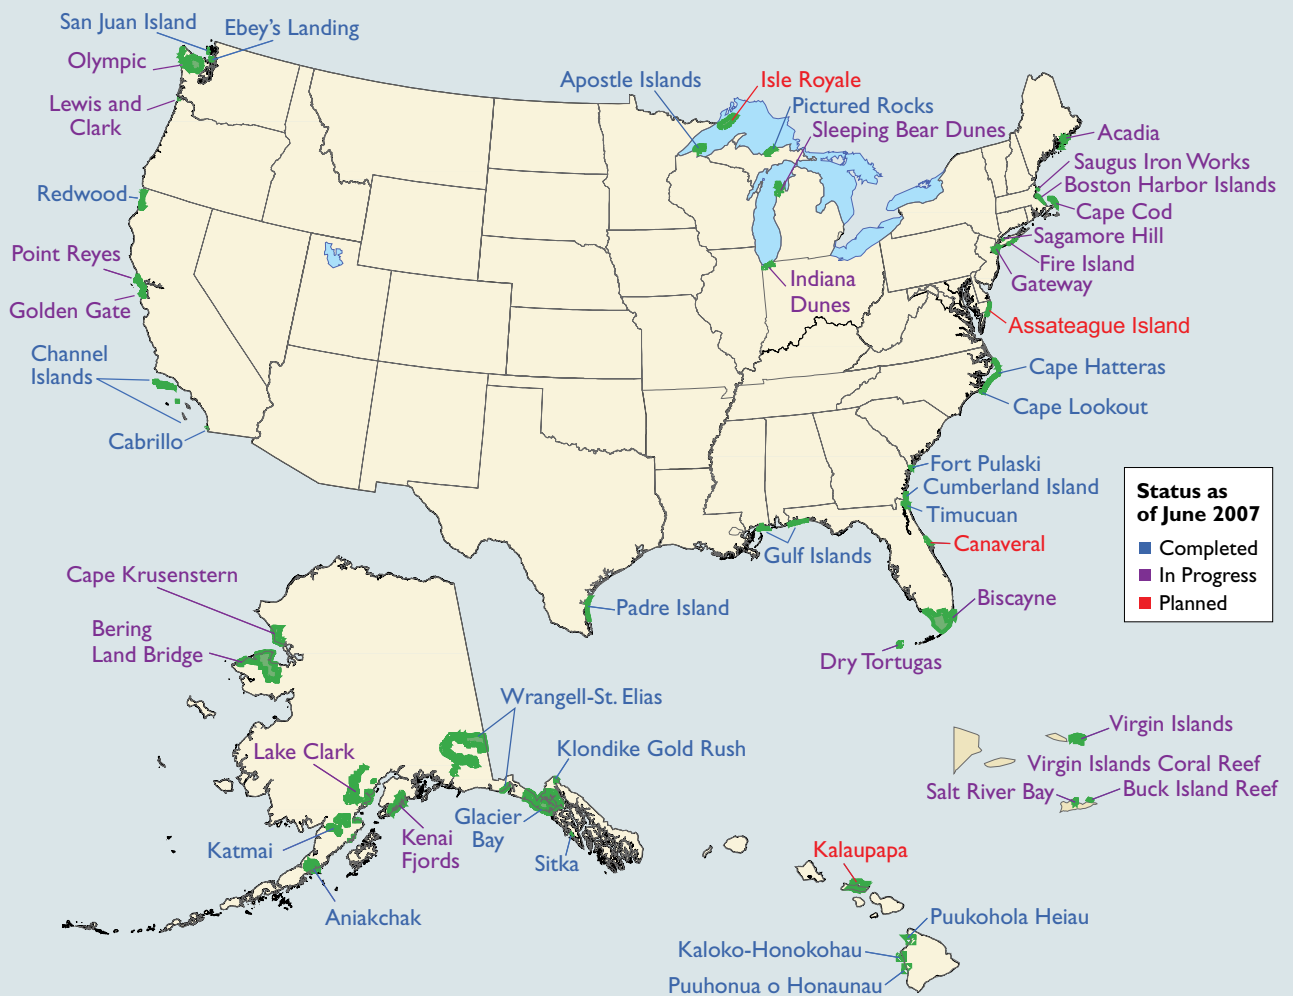 San Juan Island
Ebey's Landing
Olympic
Lewis and
Clark
Redwood
Point Reyes
Golden Gate
Channel
Islands
Cabrillo
Apostle Islands
Isle Royale
Pictured Rocks
Sleeping Bear Dunes
Indiana
Dunes
Acadia
Saugus Iron Works
Boston Harbor Islands
Cape Cod
Sagamore Hill
Fire Island
Gateway
Assateague Island
Cape Hatteras
Cape Lookout
Fort Pulaski
Cumberland Island
Timucuan
Canaveral
Gulf Islands
Padre Island
Biscayne
Dry Tortugas
Status as
of June 2007
Completed
In Progress
Planned
Cape Krusenstern
Bering
Land Bridge
Wrangell-St. Elias
Lake Clark
Klondike Gold Rush
Glacier
Bay
Kenai
Fjords
Katmai
Sitka
Aniakchak
Virgin Islands
Virgin Islands Coral Reef
Salt River Bay
Buck Island Reef
Kalaupapa
Puukohola Heiau
Kaloko-Honokohau
Puuhonua o Honaunau